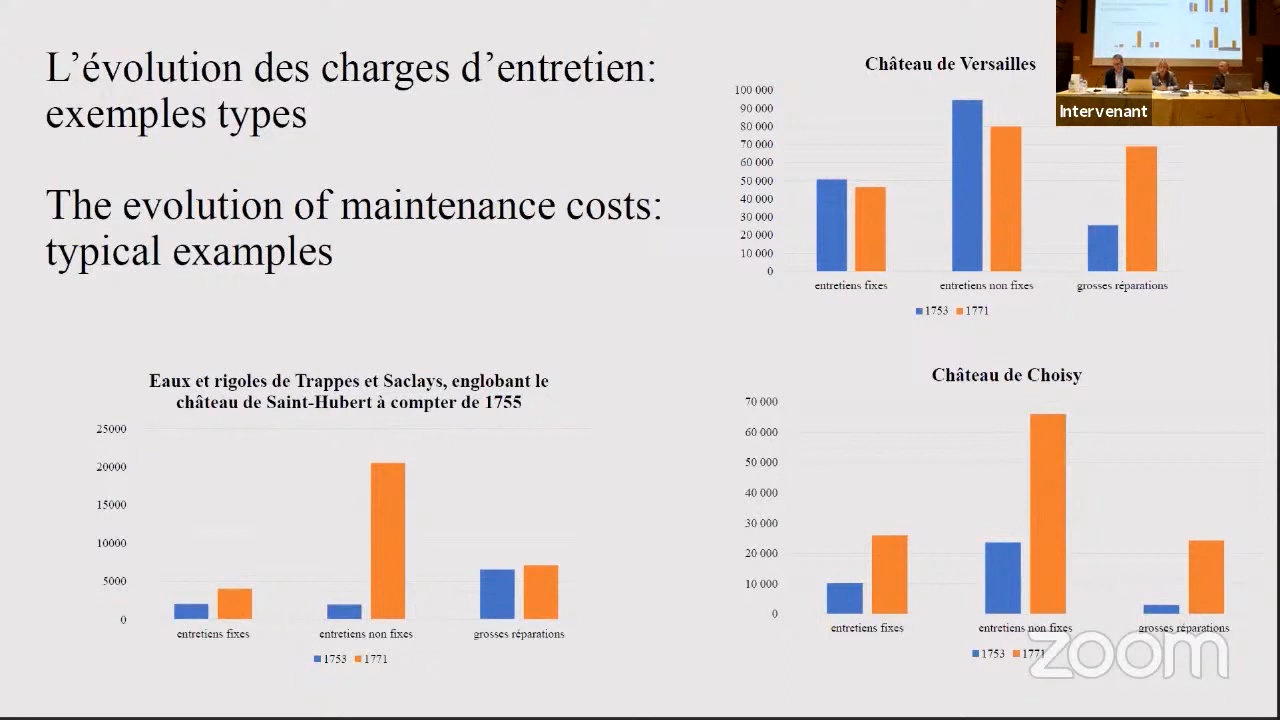 L’évolution des charges d’entretien:
exemples types
The evolution of maintenance costs:
typical examples
Château de Versailles
100 000
90 000
80 000
70 000
60 000
50 000
40 000
30 000
20 000
10 000
0
entretiens fixes
entretiens non fixes
grosses réparations
1753
1771
Intervenant
Eaux et rigoles de Trappes et Saclays, englobant le
château de Saint-Hubert à compter de 1755
25000
20000
15000
10000
5000
0
entretiens fixes
entretiens non fixes
grosses réparations
1753
1771
Château de Choisy
70 000
60 000
50 000
40 000
30 000
20 000
10 000
0
entretiens fixes
entretiens non fixes
grosses réparations
1753
1771
zoom